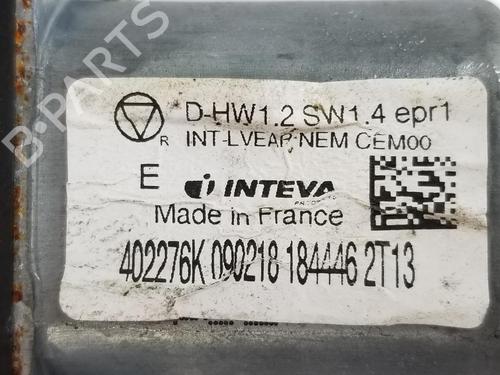 B-PARTS
D-HW1.2 SW1.4 epr1
R INT-LVEAP-NEM CEM00
E INTEVA
Made in France
402276K 090218 184446 2T13